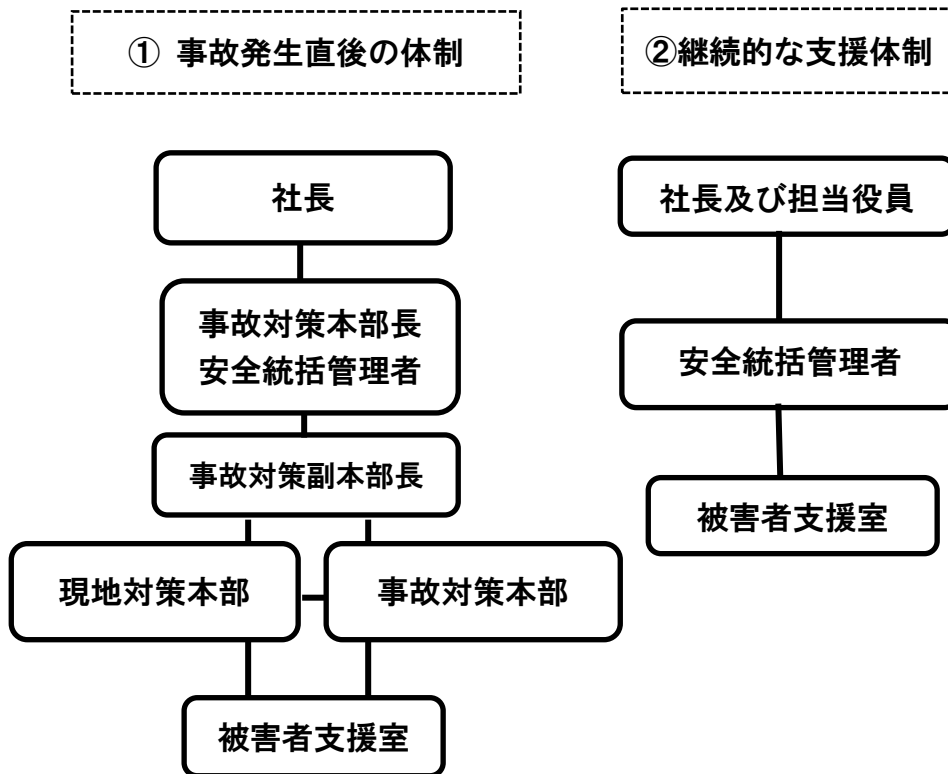 ① 事故発生直後の体制
社長
事故対策本部長
安全統括管理者
事故対策副本部長
現地対策本部
事故対策本部
被害者支援室
②継続的な支援体制
社長及び担当役員
安全統括管理者
被害者支援室